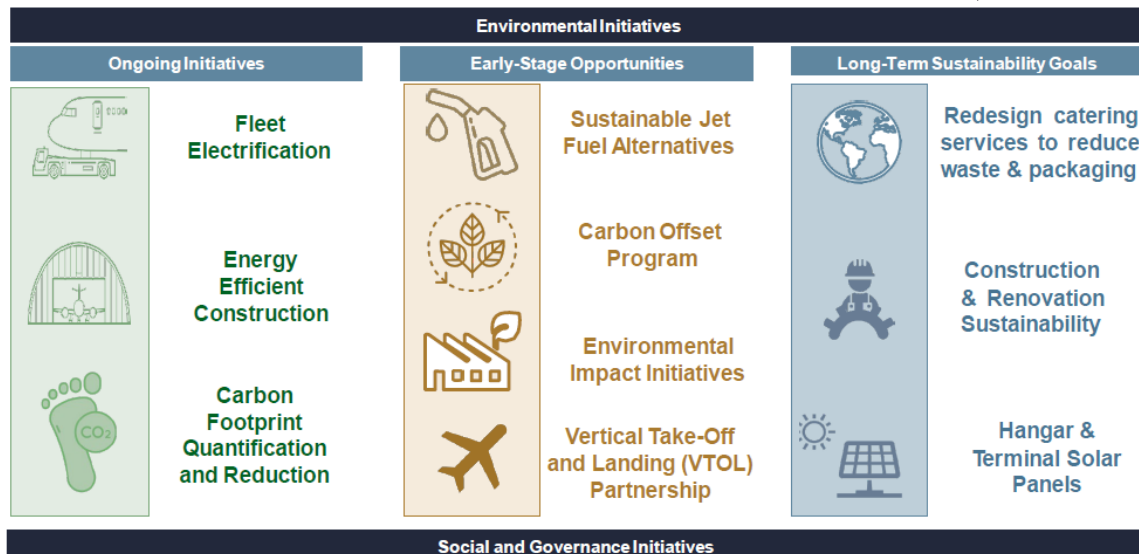 Environmental Initiatives
Ongoing Initiatives
Fleet
Electrification
Energy
Efficient
Construction
Carbon
Footprint
Quantification
and Reduction
CO2
Early-Stage Opportunities
Sustainable Jet
Fuel Alternatives
Carbon Offset
Program
Environmental
Impact Initiatives
Vertical Take-Off
and Landing (VTOL)
Partnership
Long-Term Sustainability Goals
Redesign catering
services to reduce
waste & packaging
Construction
& Renovation
Sustainability
Hangar &
Terminal Solar
Panels
Social and Governance Initiatives